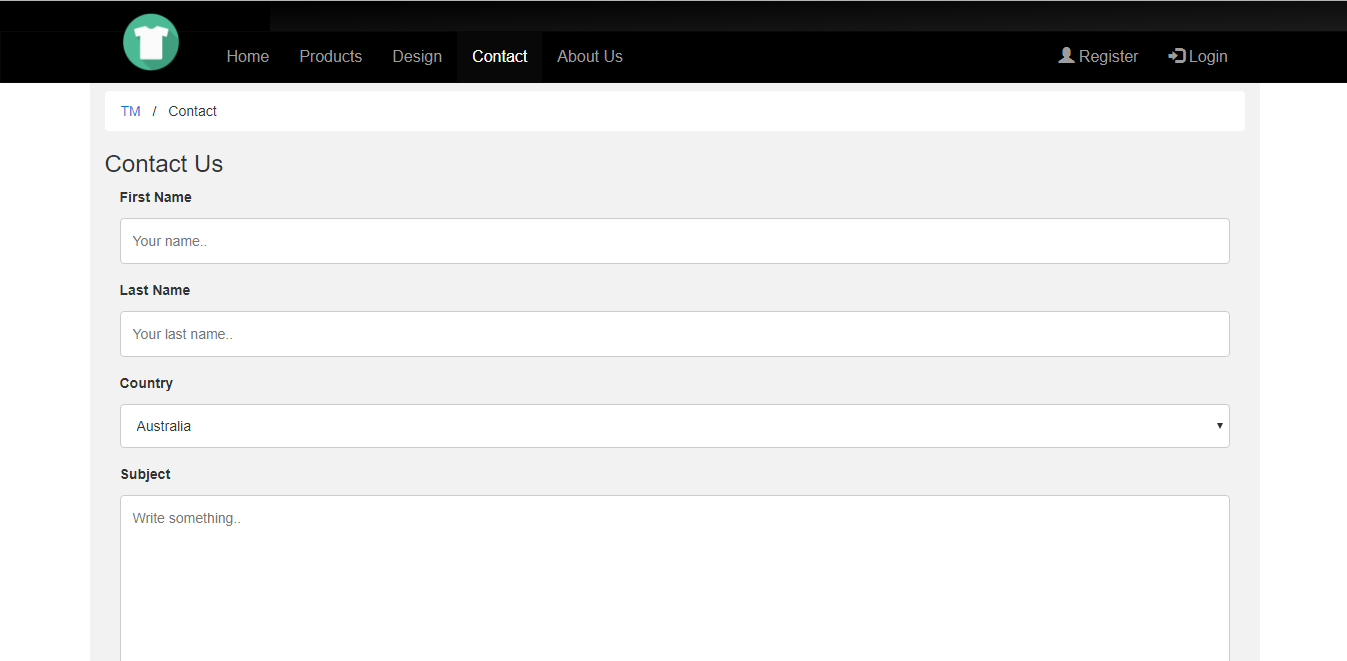 Home Products Design Contact About Us Register Login
TM / Contact
Contact Us
First Name
Your name..
Last Name
Your last name..
Country
Australia
Subject
Write something..